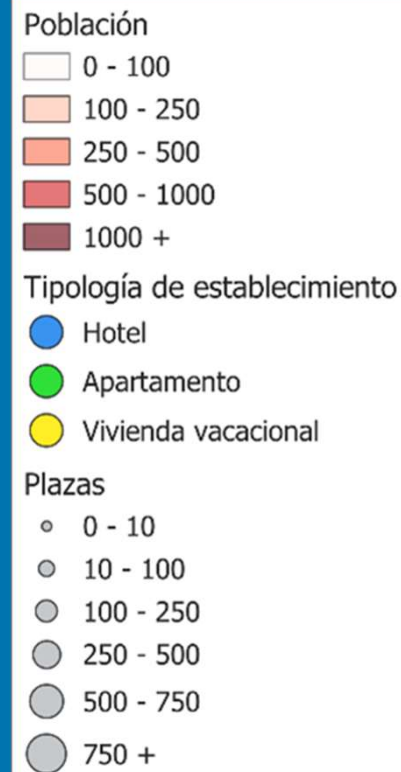 Población
0 - 100
100 - 250
250 - 500
500 - 1000
1000 +
Tipología de establecimiento
Hotel
Apartamento
Vivienda vacacional
Plazas
0 - 10
10 - 100
100 - 250
250 - 500
500 - 750
750 +